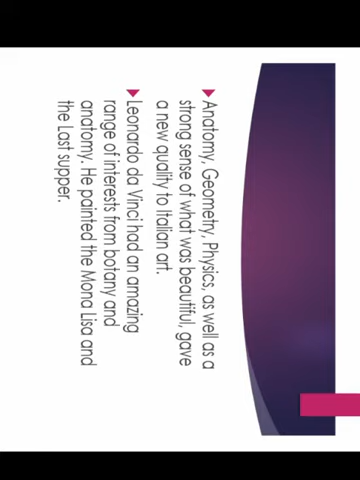 Anatomy, Geometry, Physics, as well as a
strong sense of what was beautiful, gave
a new quality to Italian art.
Leonardo da Vinci had an amazing
range of interests from botany and
anatomy. He painted the Mona Lisa and
the Last supper.